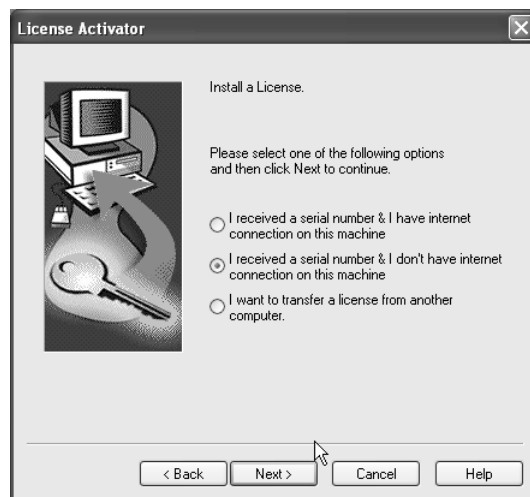 License Activator
Install a License.
Please select one of the following options
and then click Next to continue.
I received a serial number & I have internet
connection on this machine
I received a serial number & I don't have internet
connection on this machine
I want to transfer a license from another
computer.
< Back
Next >
Cancel
Help